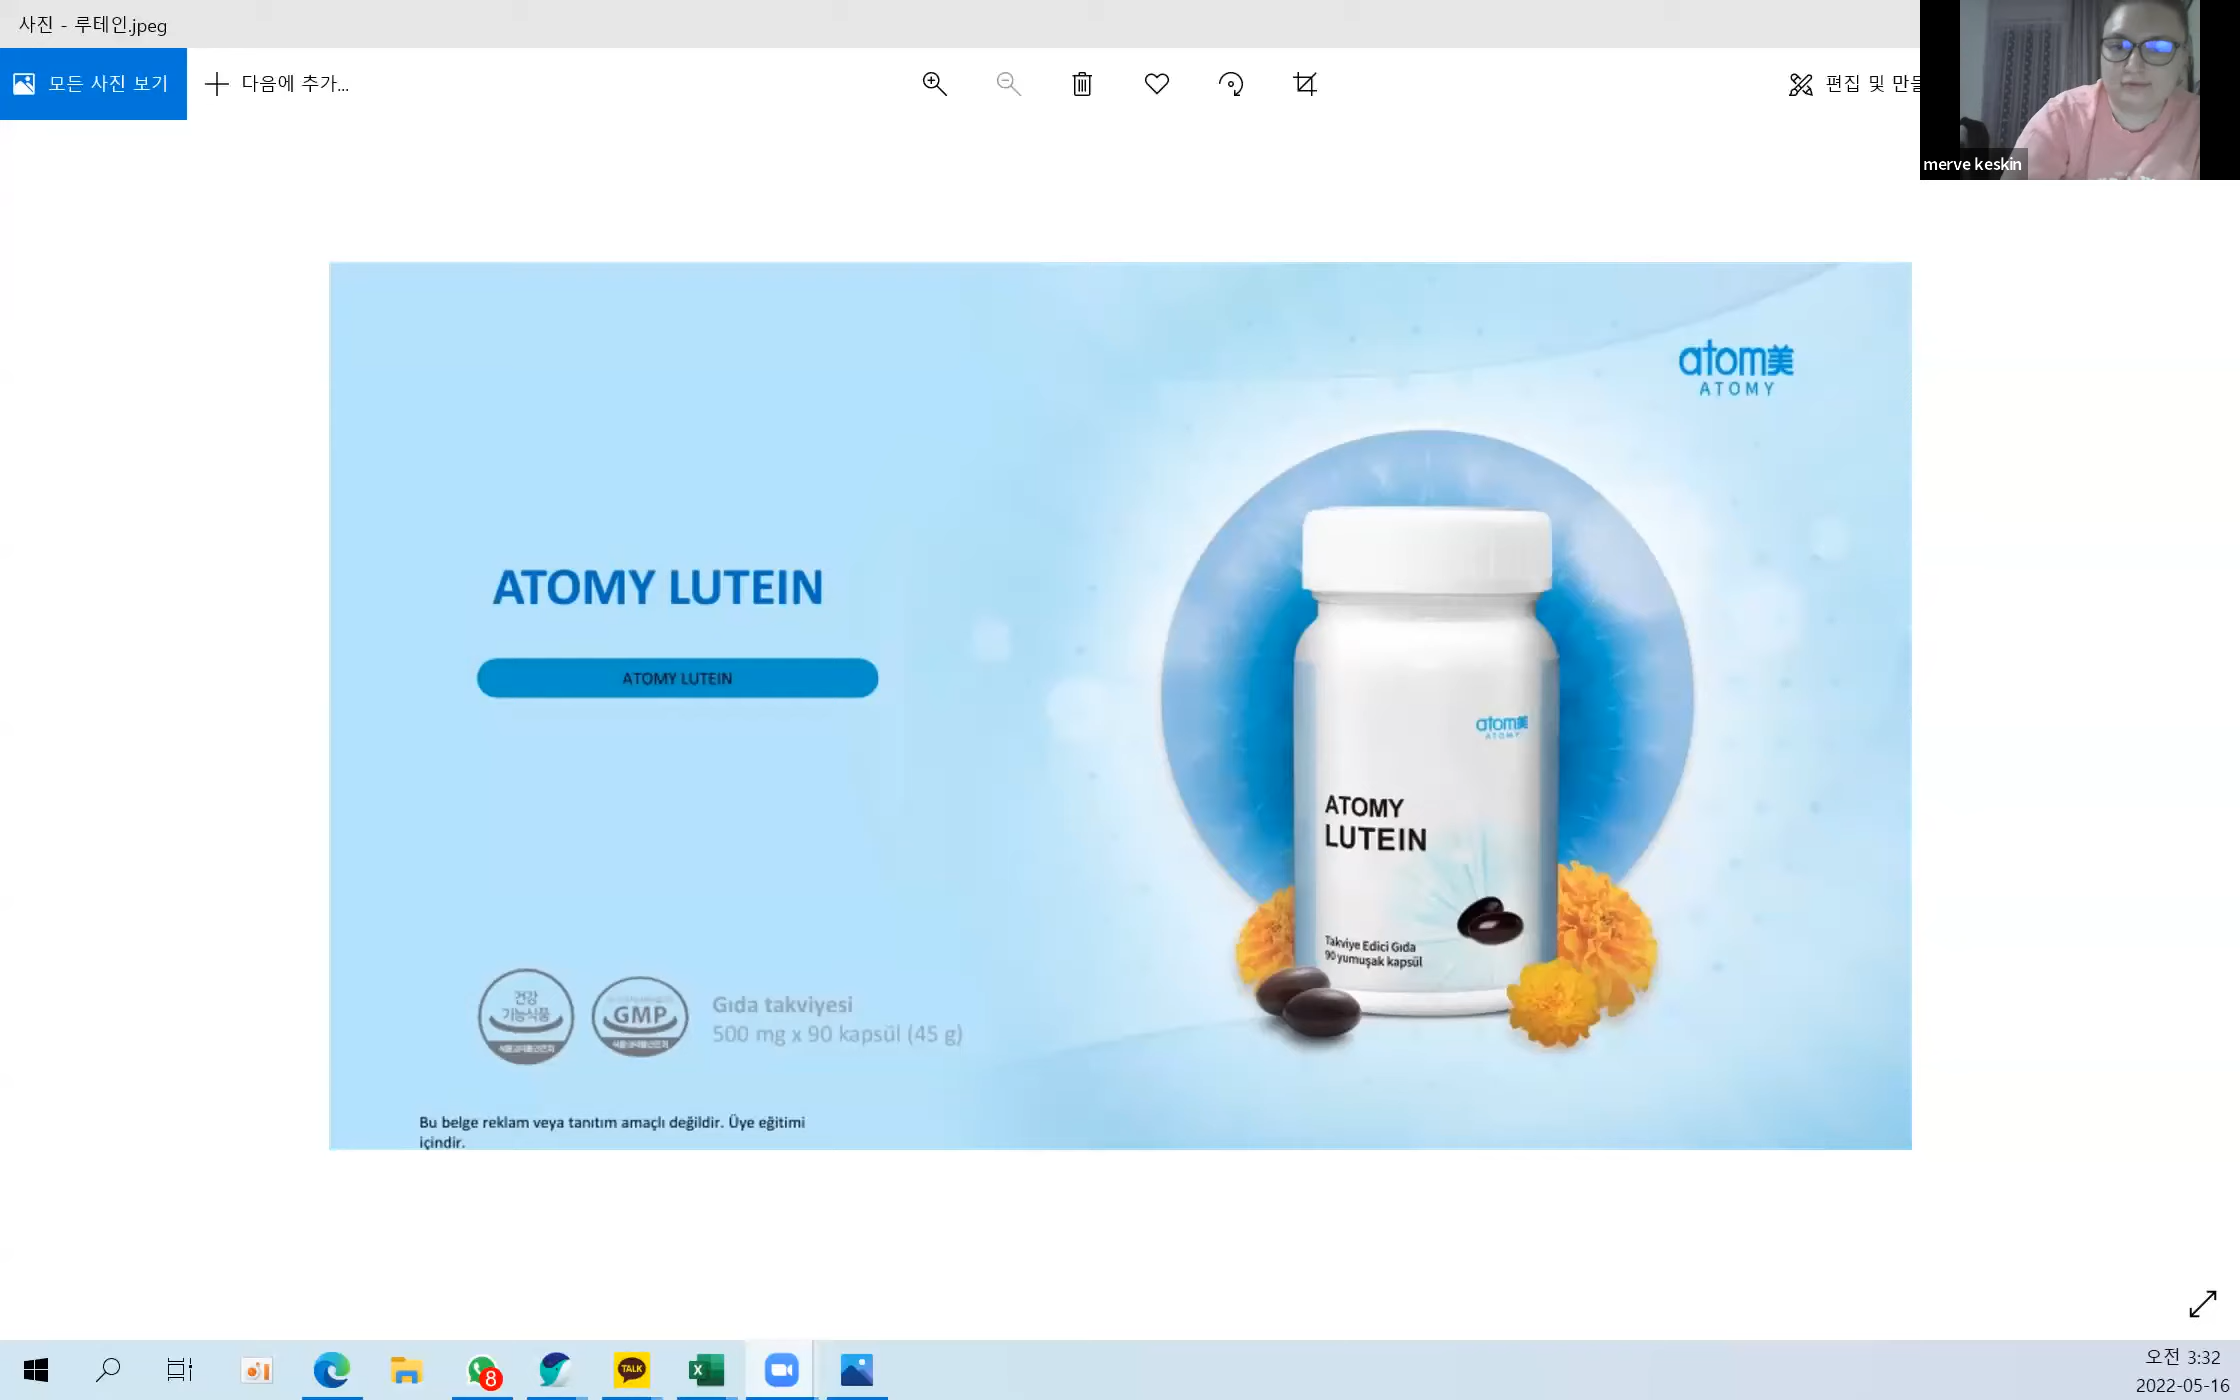 사진 - 루테인.jpeg
모든 사진 보기
다음에 추가...
편집 및 만들
merve keskin
atom美
ATOMY
ATOMY LUTEIN
ATOMY LUTEIN
atom美
ATOMY
ATOMY
LUTEIN
Takviye Edici Gıda
90 yumuşak kapsül
건강
기능식품
GMP
Gıda takviyesi
500 mg x 90 kapsül (45 g)
Bu belge reklam veya tanıtım amaçlı değildir. Üye eğitimi
içindir.
8
TALK
오전 3:32
2022-05-16